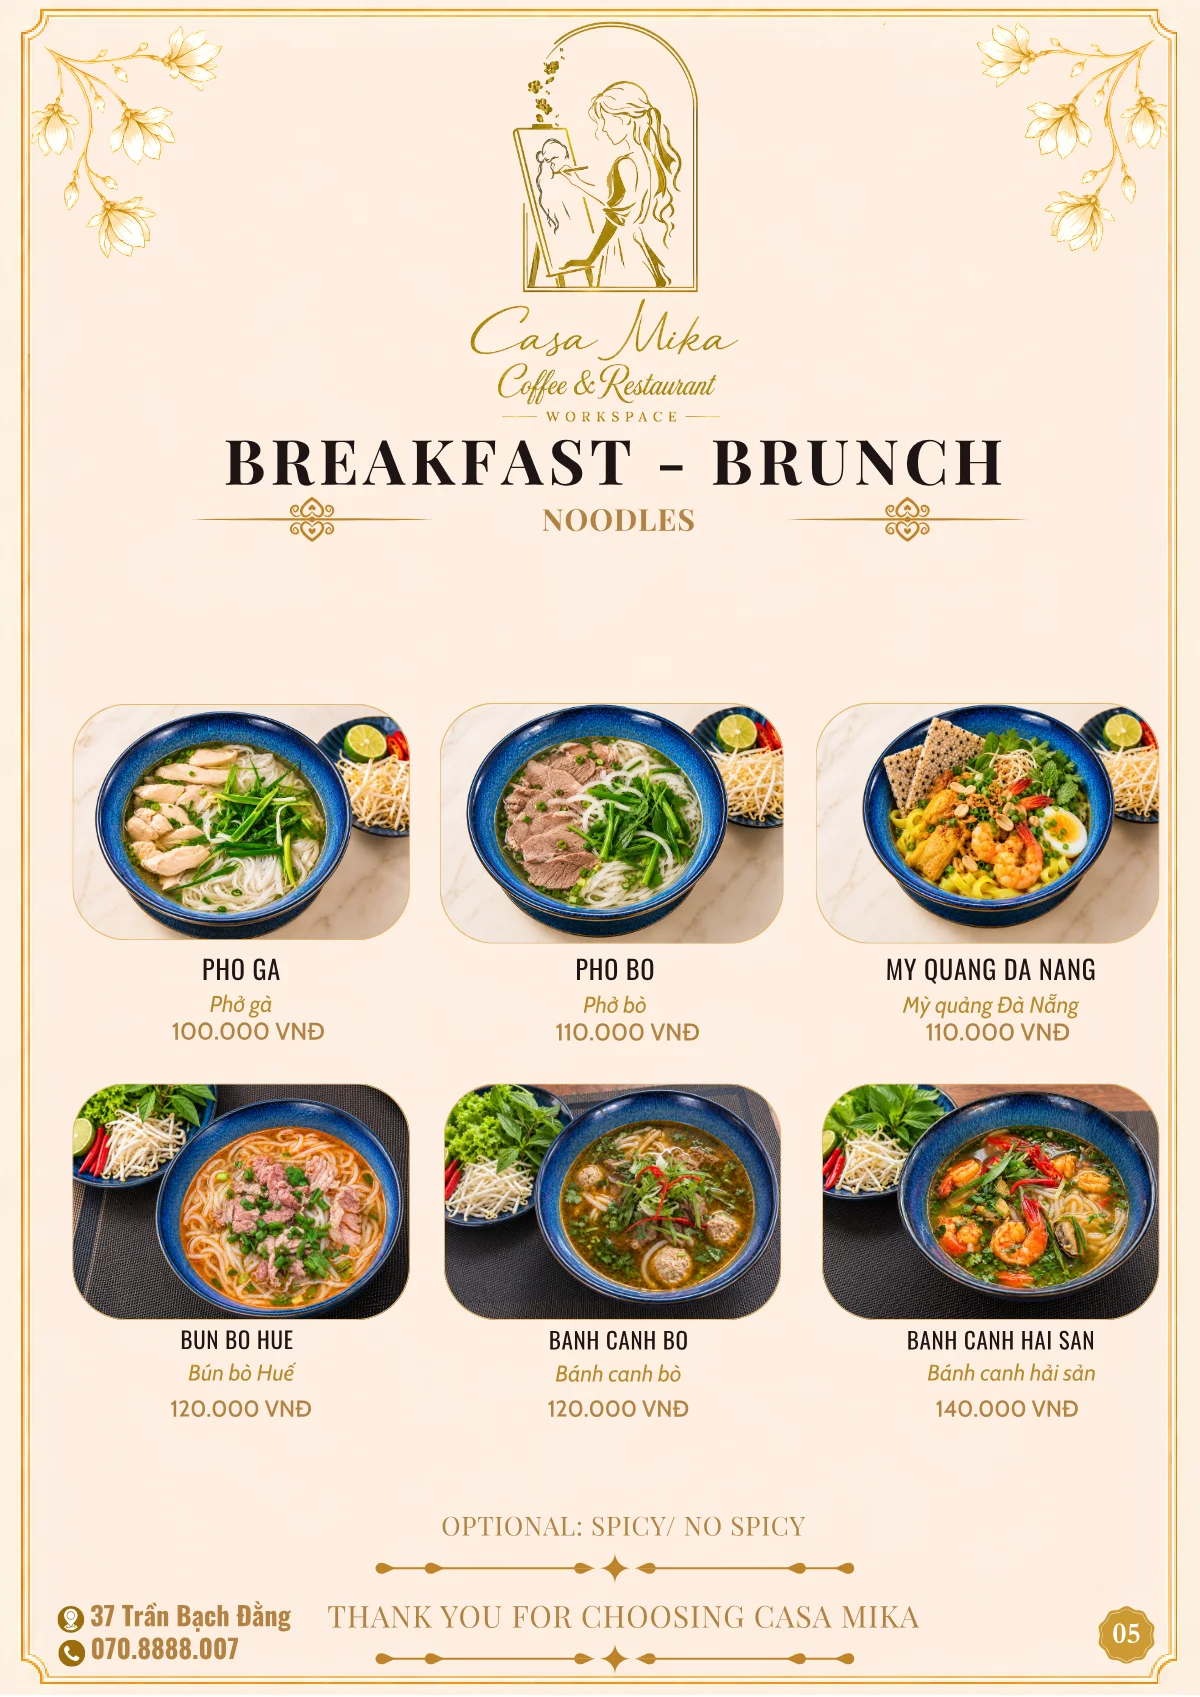 Casa Mika
Coffee & Restaurant
WORKSPACE
BREAKFAST - BRUNCH
NOODLES
PHO GA
Phở gà
100.000 VNĐ
PHO BO
Phở bò
110.000 VNĐ
MY QUANG DA NANG
Mỳ quảng Đà Nẵng
110.000 VNĐ
BUN BO HUE
Bún bò Huế
120.000 VNĐ
BANH CANH BO
Bánh canh bò
120.000 VNĐ
BANH CANH HAI SAN
Bánh canh hải sản
140.000 VNĐ
OPTIONAL: SPICY/ NO SPICY
37 Trần Bạch Đằng
070.8888.007
THANK YOU FOR CHOOSING CASA MIKA
05